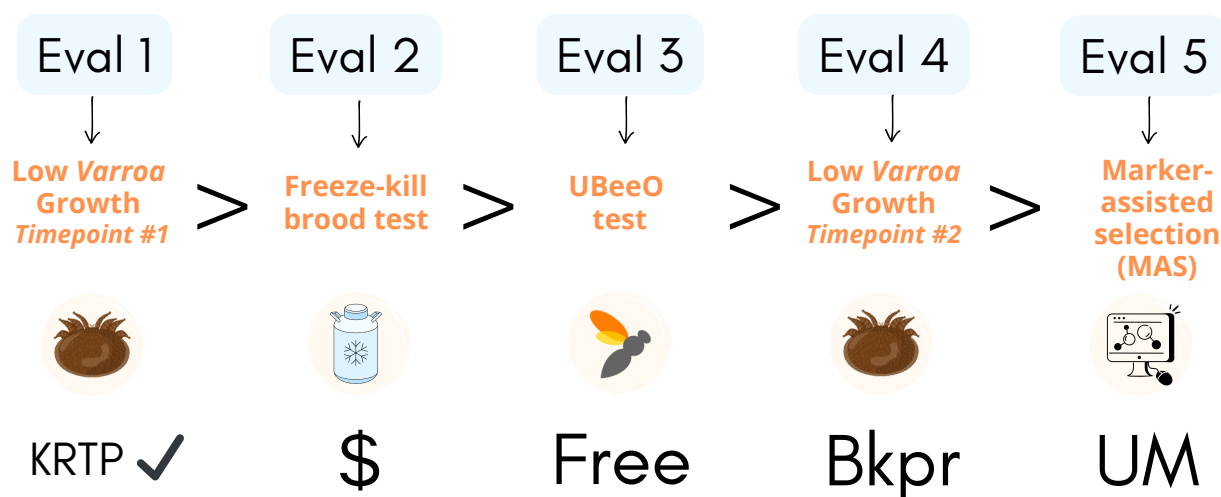 Eval 1
Eval 2
Eval 3
Eval 4
Eval 5
Low Varroa
Growth
Timepoint #1
>
Freeze-kill
brood test
>
UBeeO
test
>
Low Varroa
Growth
Timepoint #2
>
Marker-
assisted
selection
(MAS)
KRTP ✓
$
Free
Bkpr
UM